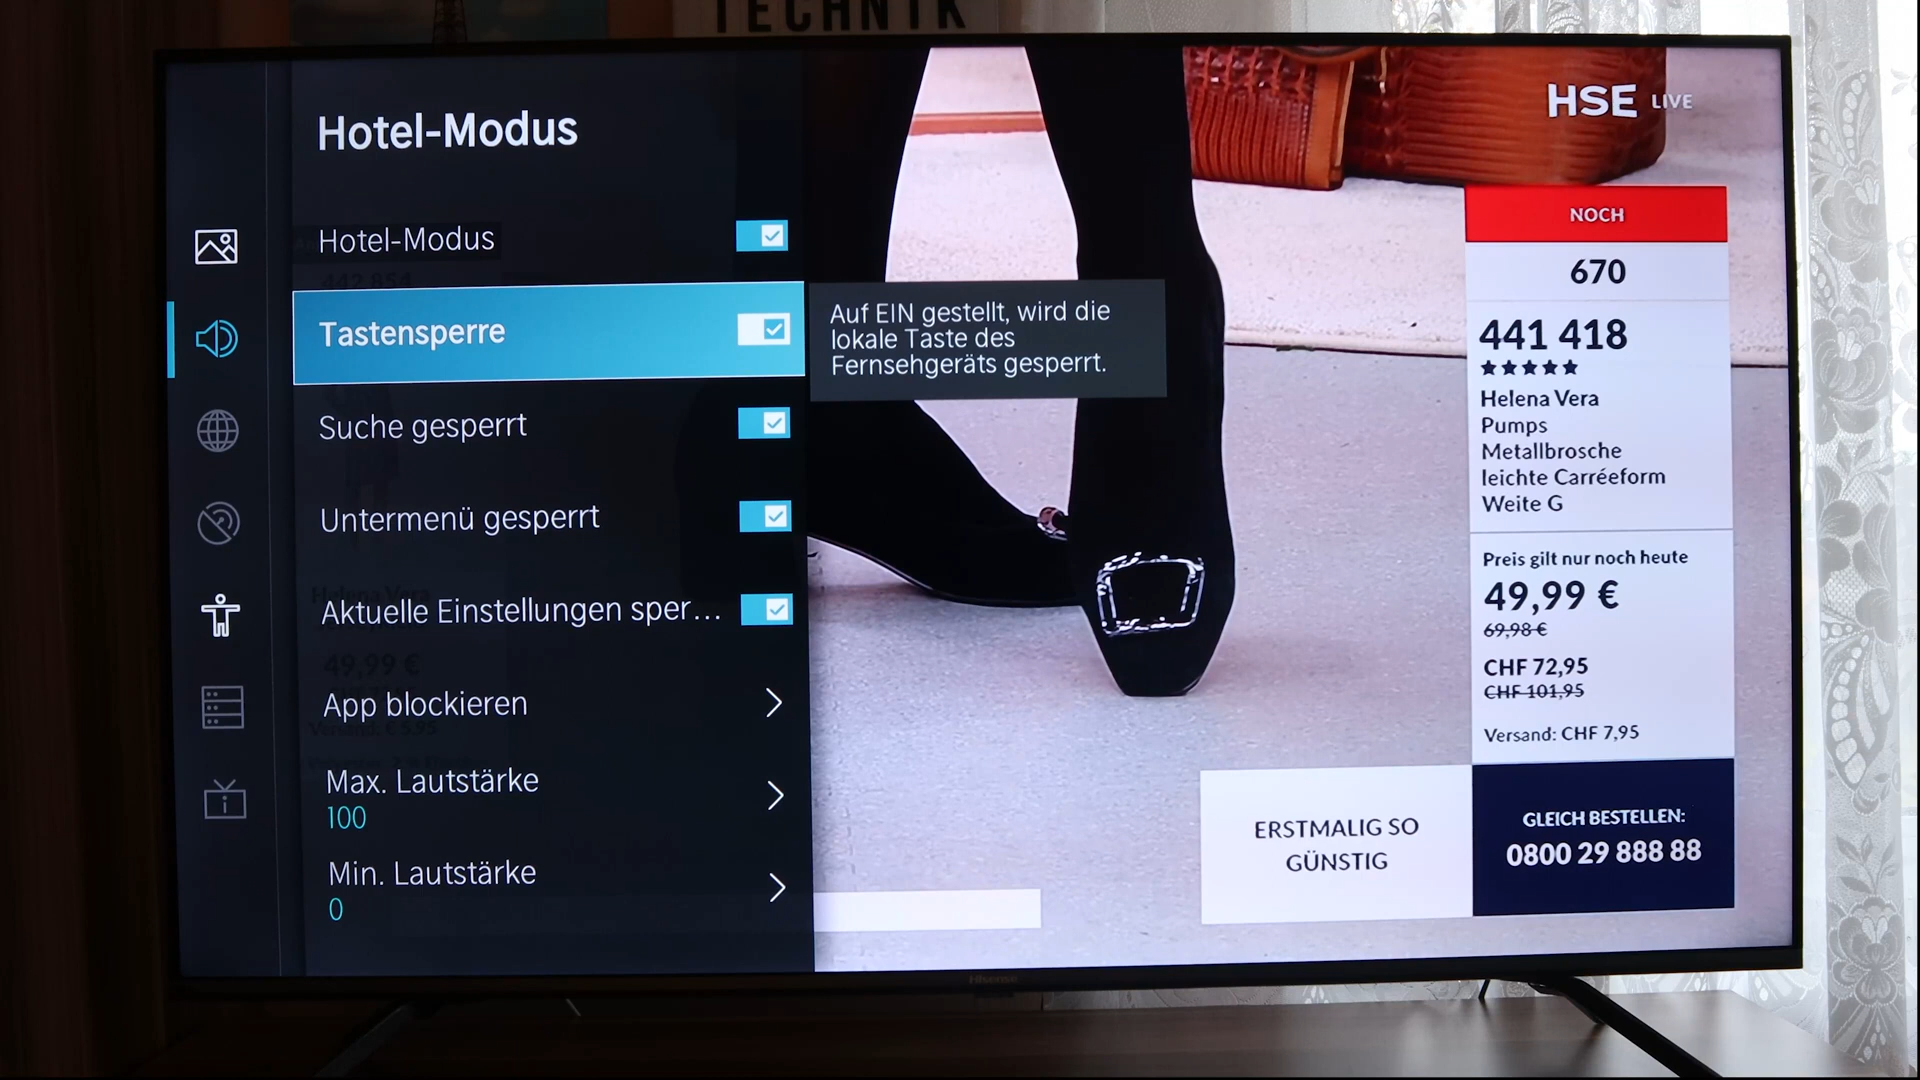 TECHNIK
Hotel-Modus
Hotel-Modus
Tastensperre
Auf EIN gestellt, wird die
lokale Taste des
Fernsehgeräts gesperrt.
Suche gesperrt
Untermenü gesperrt
Aktuelle Einstellungen sper...
App blockieren
Max. Lautstärke
100
Min. Lautstärke
0
HSE LIVE
NOCH
670
441 418
★★★★★
Helena Vera
Pumps
Metallbrosche
leichte Carréeform
Weite G
Preis gilt nur noch heute
49,99 €
69,98 €
CHF 72,95
CHF 101,95
Versand: CHF 7,95
ERSTMALIG SO
GÜNSTIG
GLEICH BESTELLEN:
0800 29 888 88
Hisense